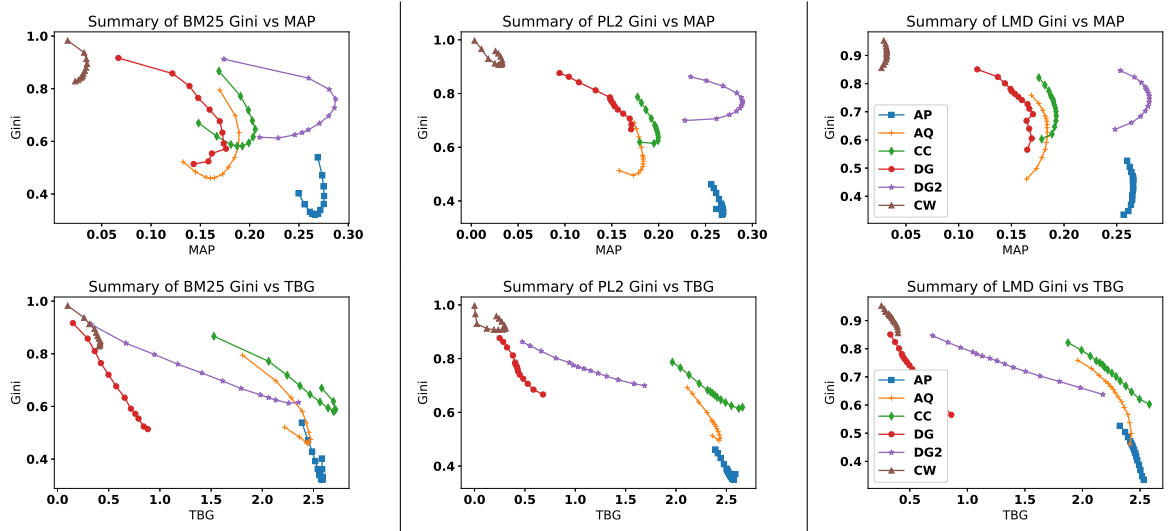 Summary of BM25 Gini vs MAP
1.0
0.8
0.6
0.4
Gini
0.00
0.05
0.10
0.15
0.20
0.25
0.30
MAP
Summary of PL2 Gini vs MAP
1.0
0.8
0.6
0.4
Gini
0.00
0.05
0.10
0.15
0.20
0.25
0.30
MAP
Summary of LMD Gini vs MAP
0.9
0.8
0.7
0.6
0.5
0.4
Gini
AP
AQ
CC
DG
DG2
CW
0.05
0.10
0.15
0.20
0.25
MAP
Summary of BM25 Gini vs TBG
1.0
0.8
0.6
0.4
Gini
0.0
0.5
1.0
1.5
2.0
2.5
TBG
Summary of PL2 Gini vs TBG
1.0
0.8
0.6
0.4
Gini
0.0
0.5
1.0
1.5
2.0
2.5
TBG
Summary of LMD Gini vs TBG
0.9
0.8
0.7
0.6
0.5
0.4
Gini
AP
AQ
CC
DG
DG2
CW
0.5
1.0
1.5
2.0
2.5
TBG